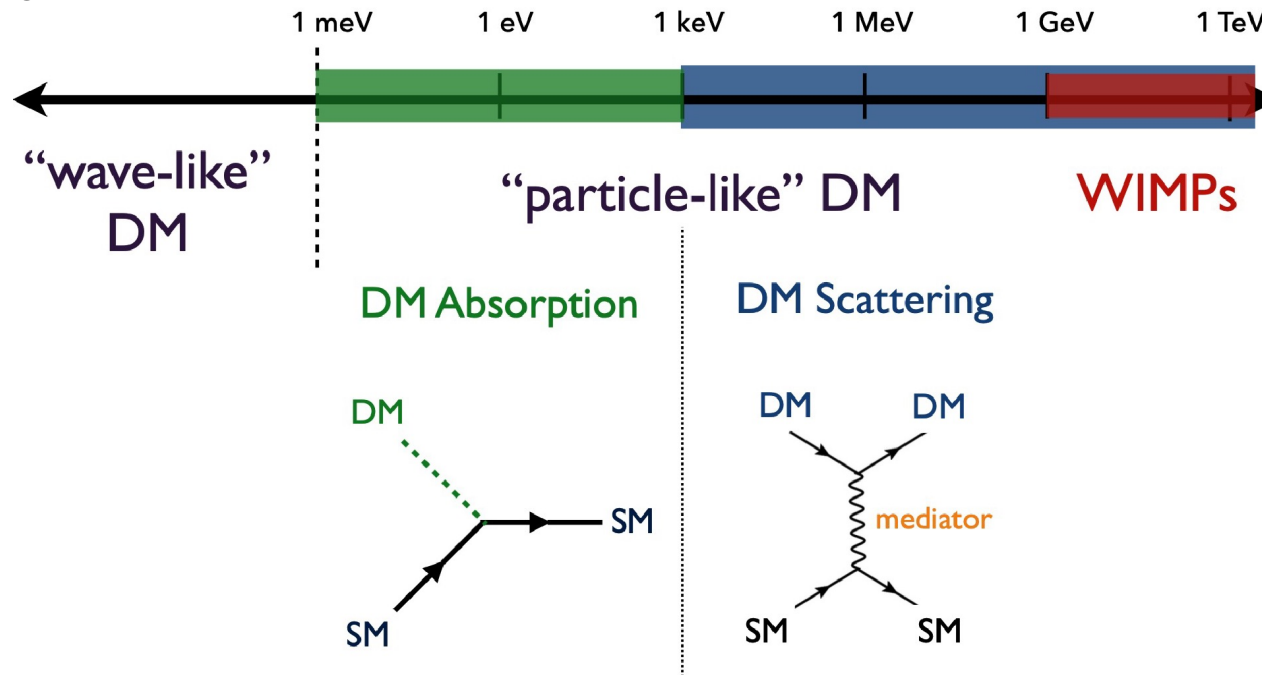 1 meV 1 eV 1 keV 1 MeV 1 GeV 1 TeV
“wave-like”
DM
“particle-like” DM
WIMPs
DM Absorption
DM Scattering
DM
SM
SM
DM DM
mediator
SM SM